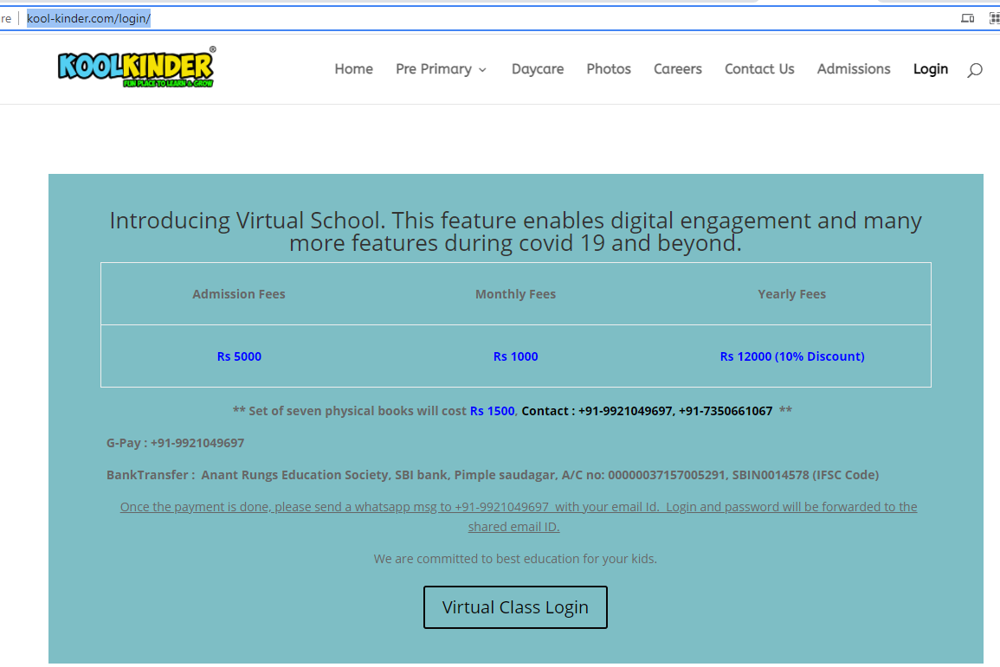 re
kool-kinder.com/login/
KOOLKINDER®
FUN PLACE TO LEARN & GROW
Home Pre Primary Daycare Photos Careers Contact Us Admissions Login
Introducing Virtual School. This feature enables digital engagement and many
more features during covid 19 and beyond.
Admission Fees Monthly Fees Yearly Fees
Rs 5000 Rs 1000 Rs 12000 (10% Discount)
** Set of seven physical books will cost Rs 1500, Contact : +91-9921049697, +91-7350661067 **
G-Pay : +91-9921049697
BankTransfer : Anant Rungs Education Society, SBI bank, Pimple saudagar, A/C no: 00000037157005291, SBIN0014578 (IFSC Code)
Once the payment is done, please send a whatsapp msg to +91-9921049697 with your email Id. Login and password will be forwarded to the
shared email ID.
We are committed to best education for your kids.
Virtual Class Login